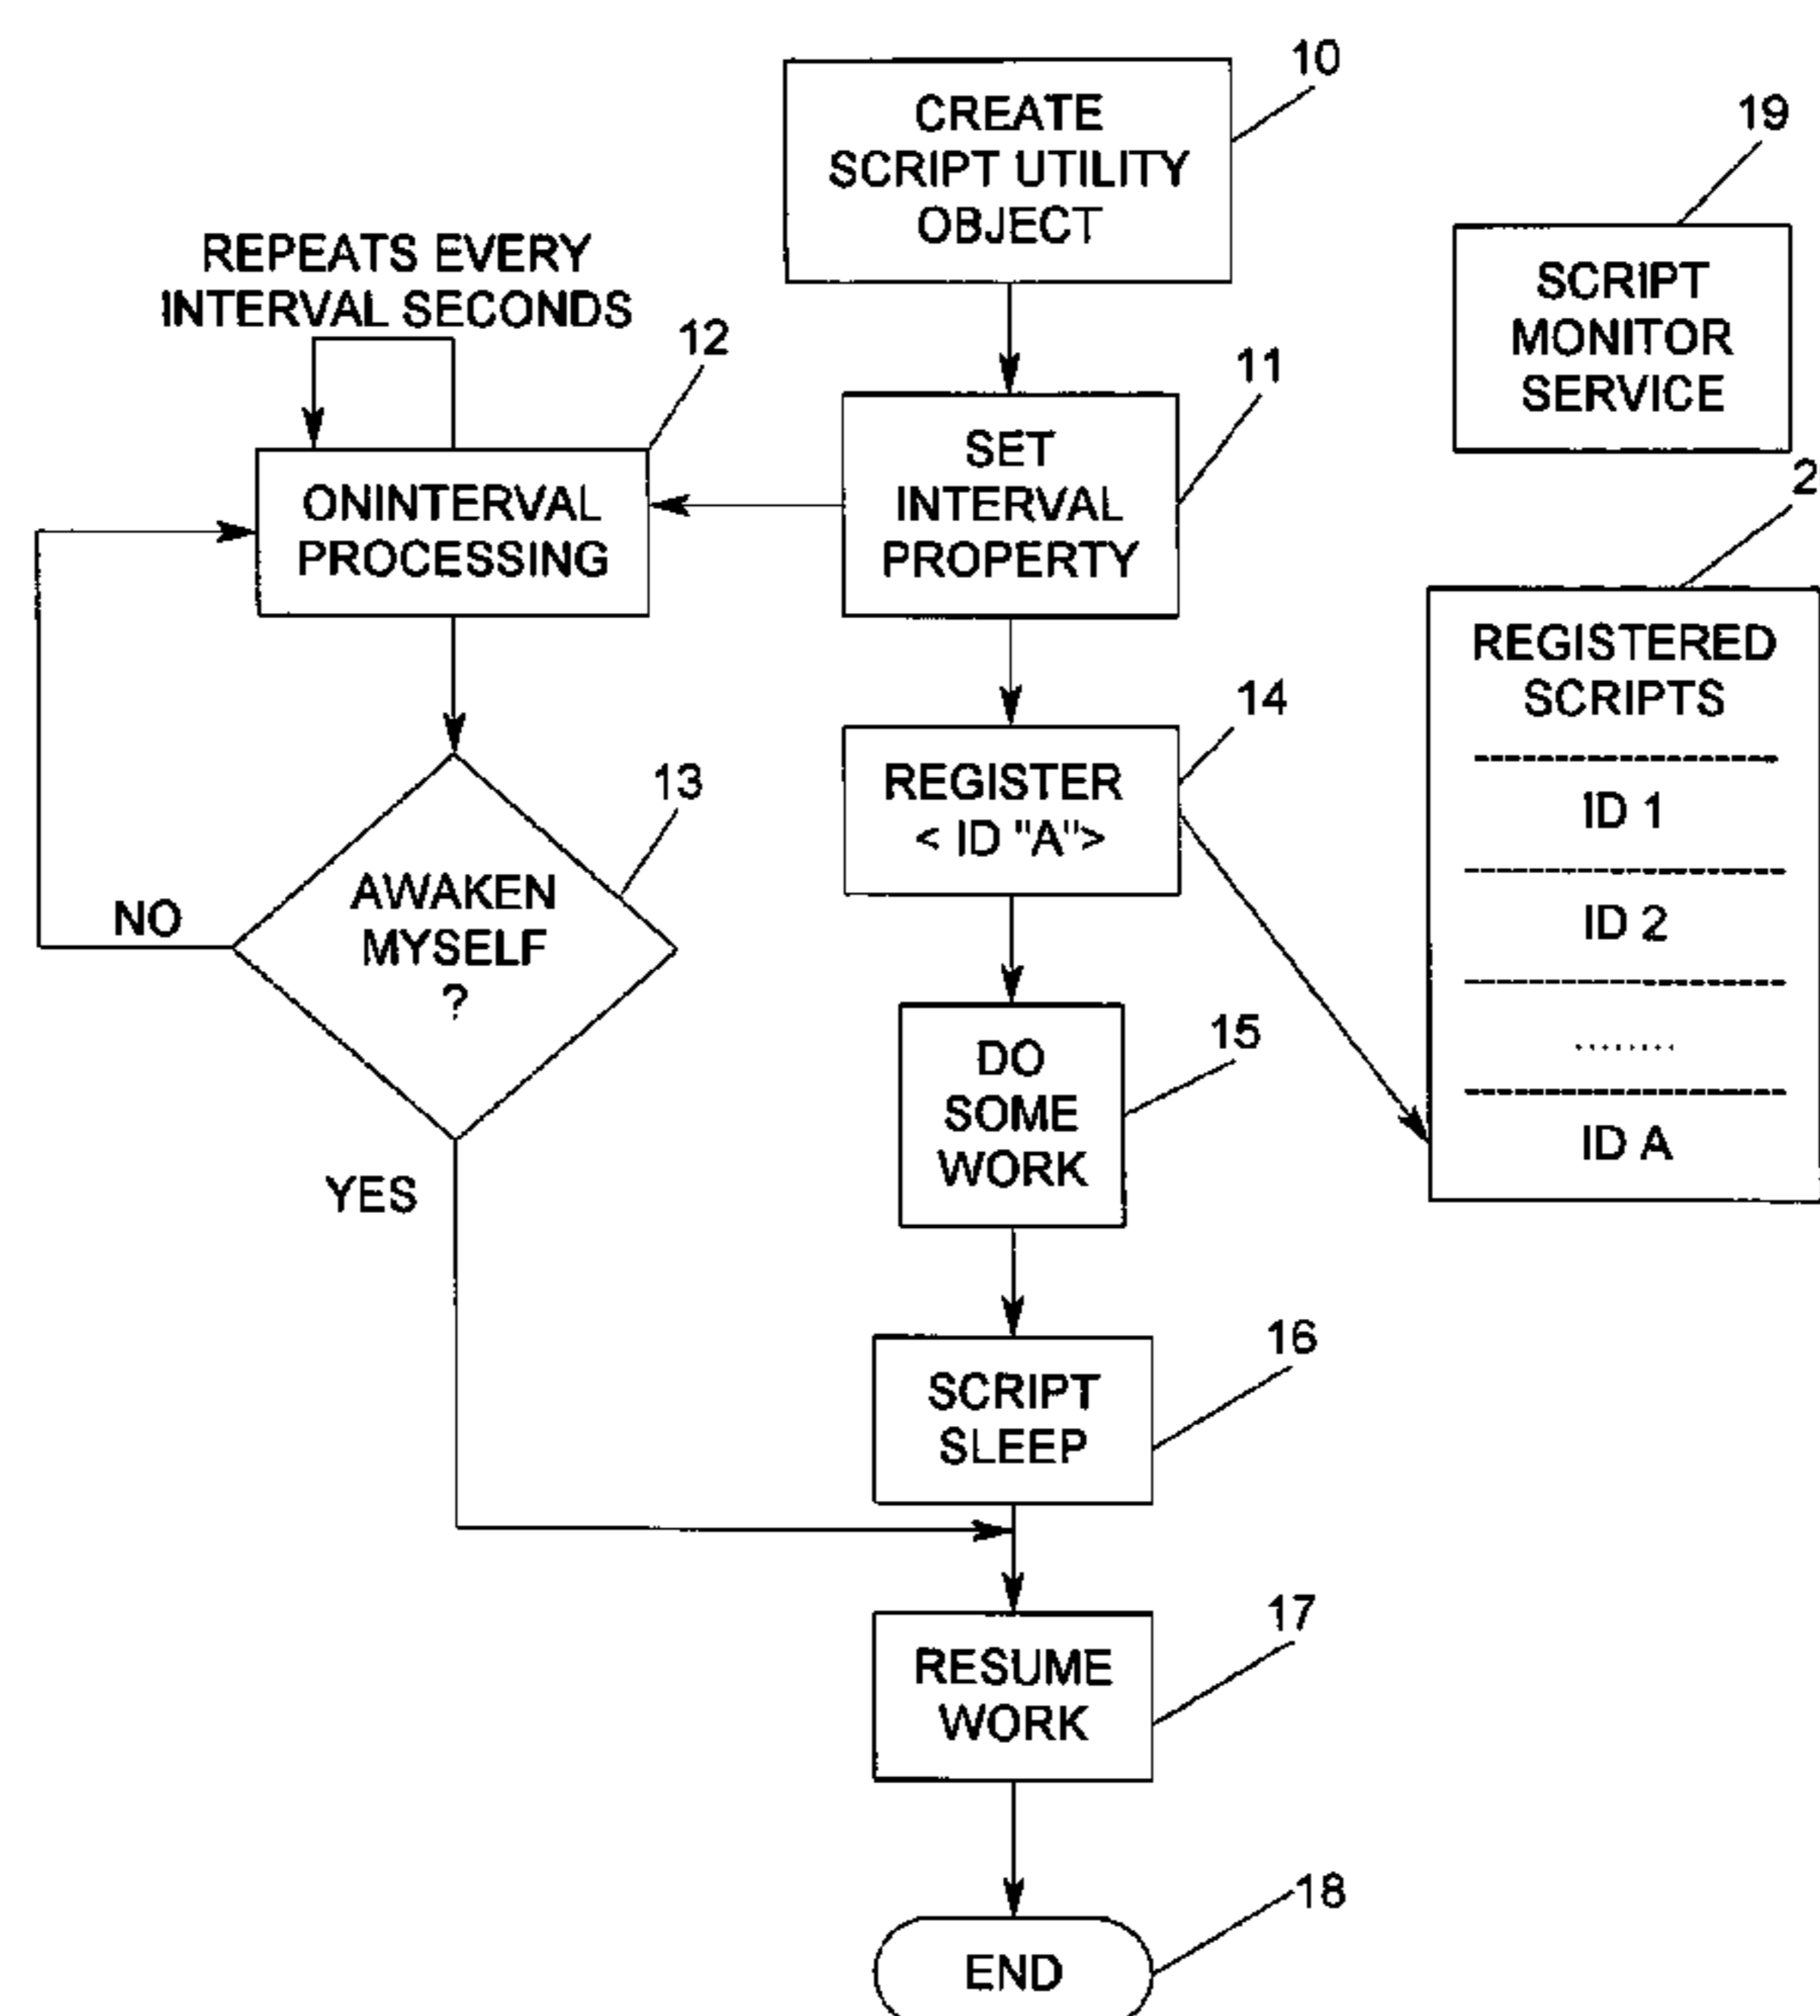 10
CREATE
SCRIPT UTILITY
OBJECT
19
SCRIPT
MONITOR
SERVICE
REPEATS EVERY
INTERVAL SECONDS
12
11
ONINTERVAL
PROCESSING
SET
INTERVAL
PROPERTY
2
REGISTERED
SCRIPTS
ID 1
ID 2
.......
ID A
14
REGISTER
< ID "A">
13
AWAKEN
MYSELF
?
NO
YES
15
DO
SOME
WORK
16
SCRIPT
SLEEP
17
RESUME
WORK
18
END